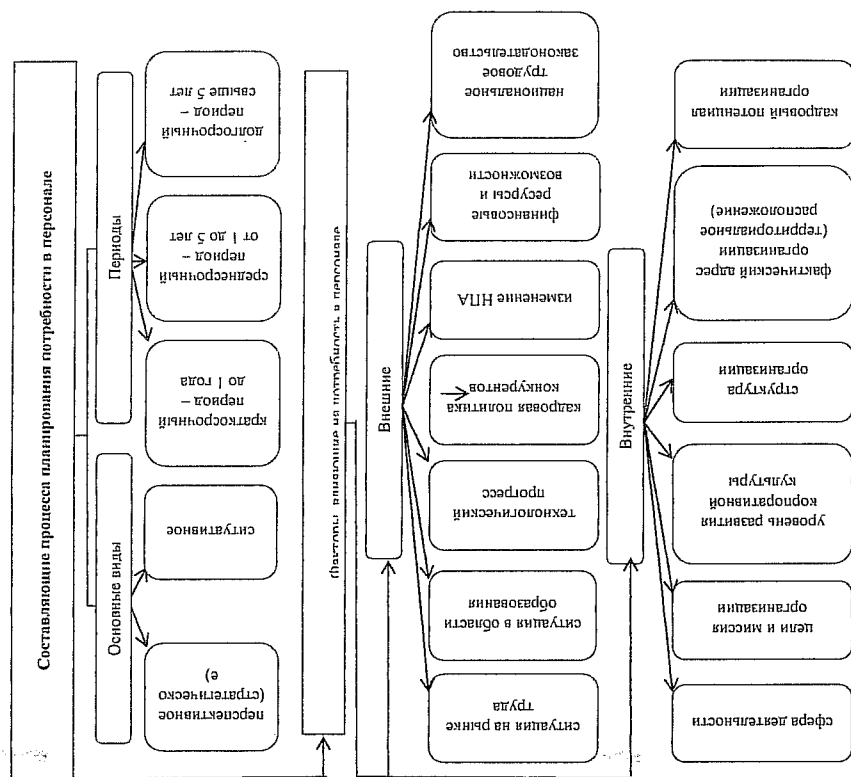 Составляющие процесса планирования потребности в персонале
Основные виды
Периоды
перспективное
(стратегическо
е)
ситуативное
краткосрочный
период –
до 1 года
среднесрочный
период –
от 1 до 5 лет
долгосрочный
период –
свыше 5 лет
Факторы, влияющие на потребность в персонале
Внешние
ситуация на рынке
труда
ситуация в области
образования
технологический
прогресс
кадровая политика
конкурентов
изменение НПА
финансовые
ресурсы и
возможности
национальное
трудовое
законодательство
Внутренние
сфера деятельности
цели и миссия
организации
уровень развития
корпоративной
культуры
структура
организации
фактический адрес
организации
(территориальное
расположение)
кадровый потенциал
организации